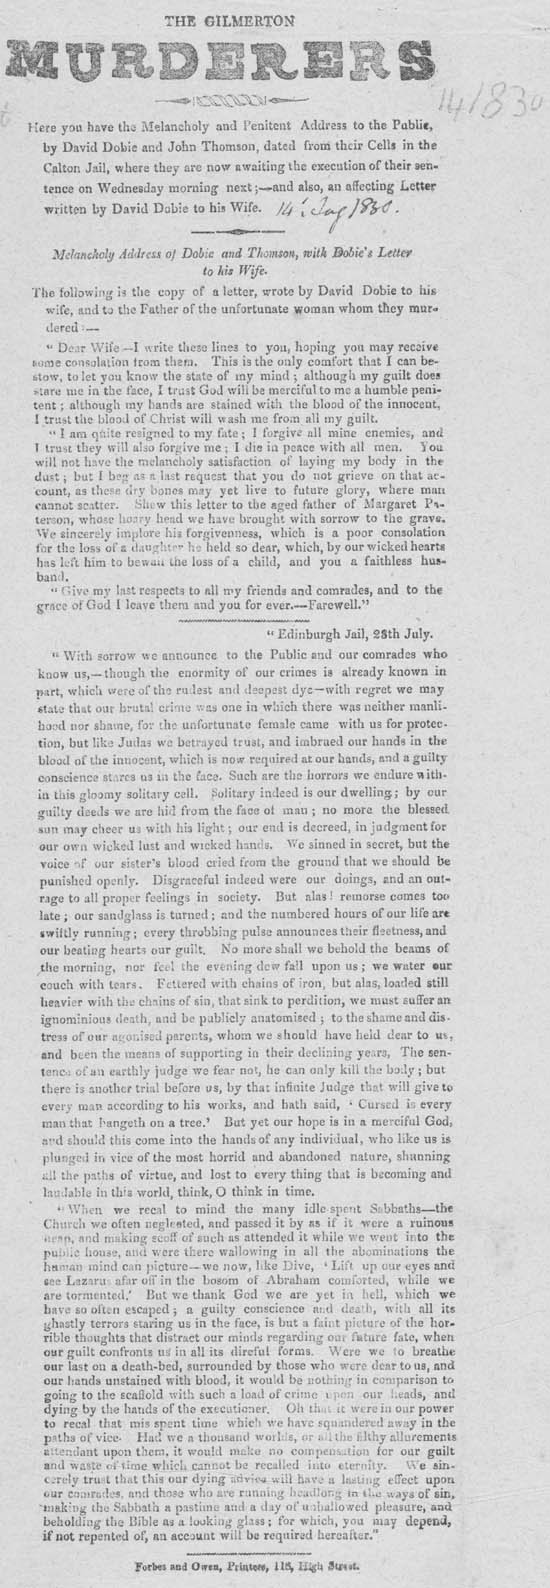 THE GILMERTON
MURDERERS
14/1830
Here you have the Melancholy and Penitent Address to the Public,
by David Dobie and John Thomson, dated from their Cells in the
Calton Jail, where they are now awaiting the execution of their sen-
tence on Wednesday morning next;—and also, an affecting Letter
written by David Dobie to his Wife. 14 1830.
Melancholy Address of Dobie and Thomson, with Dobie's Letter
to his Wife.
The following is the copy of a letter, wrote by David Dobie to his
wife, and to the Father of the unfortunate woman whom they mur-
dered:—
" Dear Wife—I write these lines to you, hoping you may receive
some consolation from them. This is the only comfort that I can be-
stow, to let you know the state of my mind; although my guilt does
stare me in the face, I trust God will be merciful to me a humble peni-
tent; although my hands are stained with the blood of the innocent,
I trust the blood of Christ will wash me from all my guilt.
" I am quite resigned to my fate; I forgive all mine enemies, and
I trust they will also forgive me; I die in peace with all men. You
will not have the melancholy satisfaction of laying my body in the
dust; but I beg as a last request that you do not grieve on that ac-
count, as these dry bones may yet live to future glory, where man
cannot scatter. Shew this letter to the aged father of Margaret Pa-
terson, whose hoary head we have brought with sorrow to the grave.
We sincerely implore his forgivenness, which is a poor consolation
for the loss of a daughter he held so dear, which, by our wicked hearts
has left him to bewail the loss of a child, and you a faithless hus-
band.
" Give my last respects to all my friends and comrades, and to the
grace of God I leave them and you for ever.—Farewell."
" Edinburgh Jail, 28th July.
" With sorrow we announce to the Public and our comrades who
know us,—though the enormity of our crimes is already known in
part, which were of the rudest and deepest dye—with regret we may
state that our brutal crime was one in which there was neither manli-
hood nor shame, for the unfortunate female came with us for protec-
tion, but like Judas we betrayed trust, and imbrued our hands in the
blood of the innocent, which is now required at our hands, and a guilty
conscience stares us in the face. Such are the horrors we endure with-
in this gloomy solitary cell. Solitary indeed is our dwelling; by our
guilty deeds we are hid from the face of man; no more the blessed
sun may cheer us with his light; our end is decreed, in judgment for
our own wicked lust and wicked hands. We sinned in secret, but the
voice of our sister's blood cried from the ground that we should be
punished openly. Disgraceful indeed were our doings, and an out-
rage to all proper feelings in society. But alas! remorse comes too
late; our sandglass is turned; and the numbered hours of our life are
swiftly running; every throbbing pulse announces their fleetness, and
our beating hearts our guilt. No more shall we behold the beams of
the morning, nor feel the evening dew fall upon us; we water our
couch with tears. Fettered with chains of iron, but alas, loaded still
heavier with the chains of sin, that sink to perdition, we must suffer an
ignominious death, and be publicly anatomised; to the shame and dis-
tress of our agonised parents, whom we should have held dear to us,
and been the means of supporting in their declining years, The sen-
tence of an earthly judge we fear not, he can only kill the body; but
there is another trial before us, by that infinite Judge that will give to
every man according to his works, and hath said, ' Cursed is every
man that hangeth on a tree.' But yet our hope is in a merciful God,
and should this come into the hands of any individual, who like us is
plunged in vice of the most horrid and abandoned nature, shunning
all the paths of virtue, and lost to every thing that is becoming and
laudable in this world, think, O think in time.
" When we recal to mind the many idle spent Sabbaths—the
Church we often neglected, and passed it by as if it were a ruinous
heap, and making scoff of such as attended it while we went into the
public house, and were there wallowing in all the abominations the
human mind can picture—we now, like Dive, ' Lift up our eyes and
see Lazarus afar off in the bosom of Abraham comforted, while we
are tormented.' But we thank God we are yet in hell, which we
have so often escaped; a guilty conscience and death, with all its
ghastly terrors staring us in the face, is but a faint picture of the hor-
rible thoughts that distract our minds regarding our future fate, when
our guilt confronts us in all its direful forms. Were we to breathe
our last on a death-bed, surrounded by those who were dear to us, and
our hands unstained with blood, it would be nothing in comparison to
going to the scaffold with such a load of crime upon our heads, and
dying by the hands of the executioner. Oh that it were in our power
to recal that mis spent time which we have squandered away in the
paths of vice. Had we a thousand worlds, or all the filthy allurements
attendant upon them, it would make no compensation for our guilt
and waste of time which cannot be recalled into eternity. We sin-
cerely trust that this our dying advice will have a lasting effect upon
our comrades, and those who are running headlong in the ways of sin,
making the Sabbath a pastime and a day of unhallowed pleasure, and
beholding the Bible as a looking glass; for which, you may depend,
if not repented of, an account will be required hereafter."
Forbes and Owen, Printers, 118, High Street.